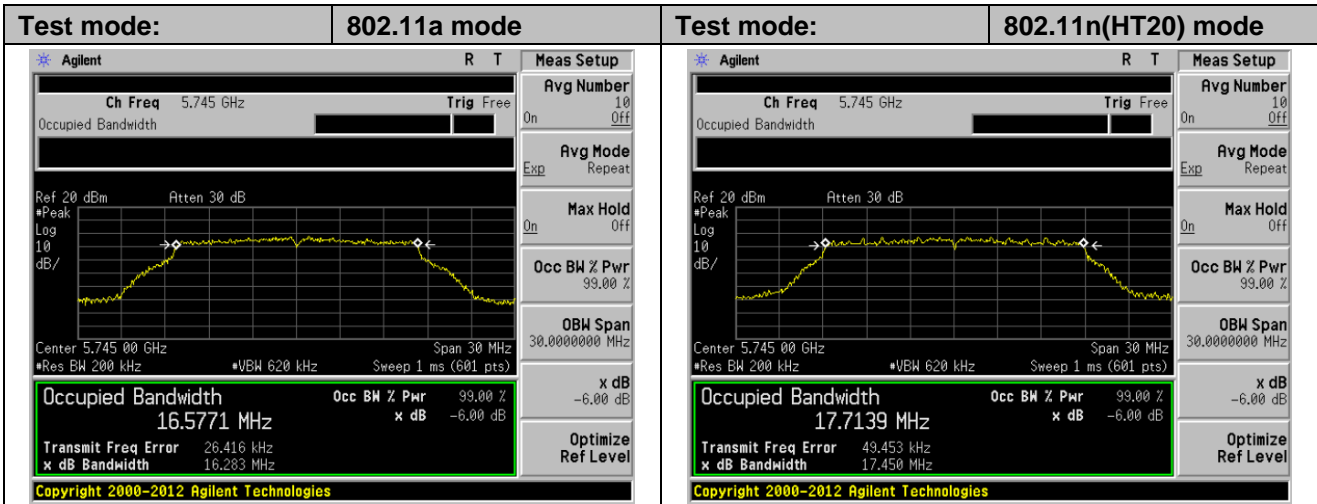 Test mode: 802.11a mode Test mode: 802.11n(HT20) mode
Agilent R T Meas Setup
Ch Freq 5.745 GHz Trig Free
Occupied Bandwidth
Avg Number
10
On Off
Avg Mode
Exp Repeat
Ref 20 dBm Atten 30 dB
#Peak
Log
10
dB/
Max Hold
On Off
Occ BW % Pwr
99.00 %
OBW Span
30.0000000 MHz
Center 5.745 00 GHz Span 30 MHz
#Res BW 200 kHz #VBW 620 kHz Sweep 1 ms (601 pts)
Occupied Bandwidth Occ BW % Pwr 99.00 %
16.5771 MHz x dB -6.00 dB
x dB
-6.00 dB
Transmit Freq Error 26.416 kHz
x dB Bandwidth 16.283 MHz
Optimize
Ref Level
Copyright 2000-2012 Agilent Technologies
Agilent R T Meas Setup
Ch Freq 5.745 GHz Trig Free
Occupied Bandwidth
Avg Number
10
On Off
Avg Mode
Exp Repeat
Ref 20 dBm Atten 30 dB
#Peak
Log
10
dB/
Max Hold
On Off
Occ BW % Pwr
99.00 %
OBW Span
30.0000000 MHz
Center 5.745 00 GHz Span 30 MHz
#Res BW 200 kHz #VBW 620 kHz Sweep 1 ms (601 pts)
Occupied Bandwidth Occ BW % Pwr 99.00 %
17.7139 MHz x dB -6.00 dB
x dB
-6.00 dB
Transmit Freq Error 49.453 kHz
x dB Bandwidth 17.450 MHz
Optimize
Ref Level
Copyright 2000-2012 Agilent Technologies